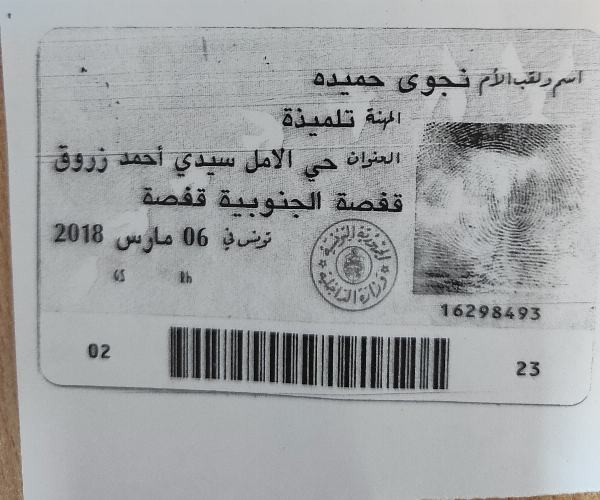 اسم ولقب الأم نجوى حميده
المهنة تلميذة
العنوان حي الامل سيدي أحمد زروق
قفصة الجنوبية قفصة
تونس في 06 مارس 2018
الجمهورية التونسية
وزارة الداخلية
16298493
02
23